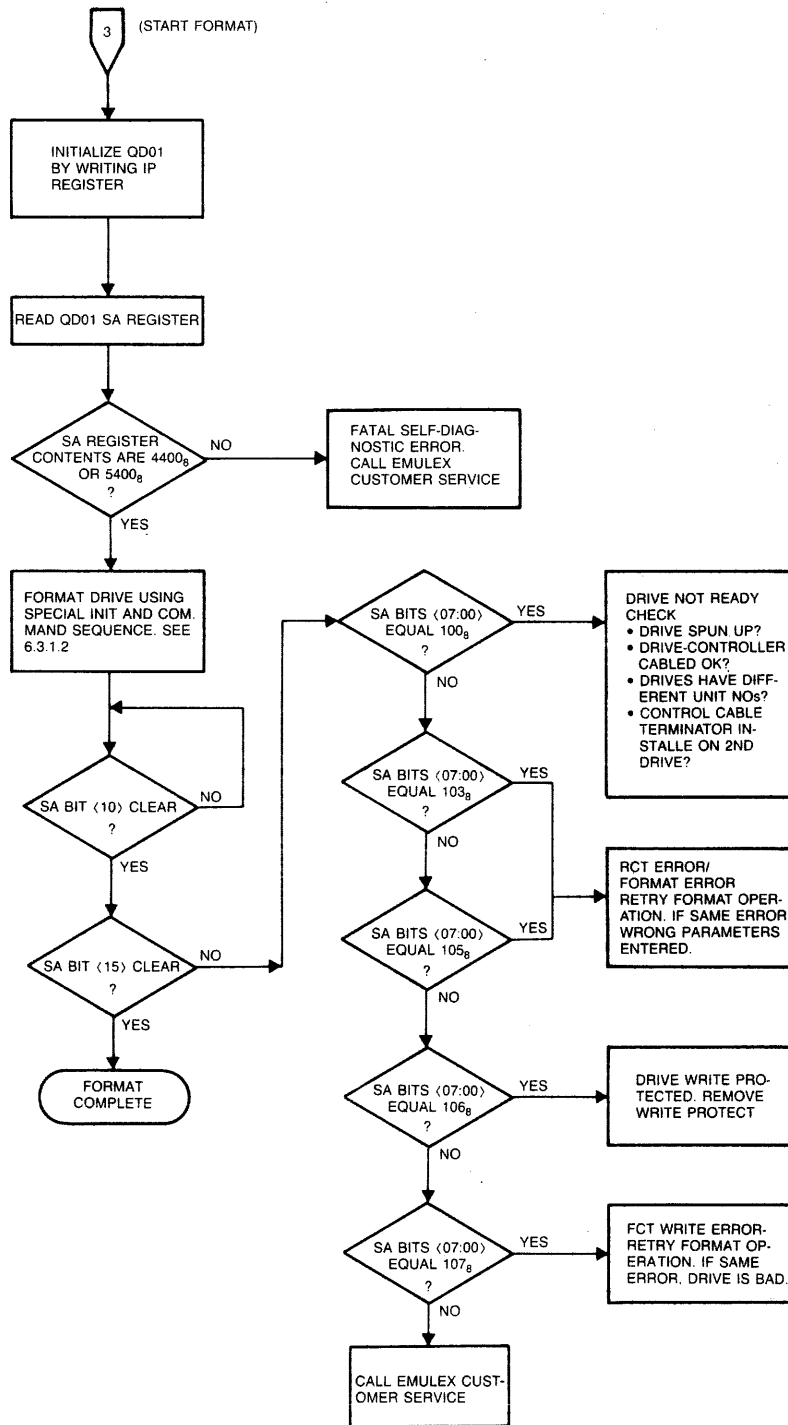 3
(START FORMAT)
INITIALIZE QD01
BY WRITING IP
REGISTER
READ QD01 SA REGISTER
SA REGISTER
CONTENTS ARE 4400₈
OR 5400₈
?
NO
YES
FATAL SELF-DIAG-
NOSTIC ERROR.
CALL EMULEX
CUSTOMER SERVICE
FORMAT DRIVE USING
SPECIAL INIT AND COM.
MAND SEQUENCE. SEE
6.3.1.2
SA BIT ⟨10⟩ CLEAR
?
NO
YES
SA BIT ⟨15⟩ CLEAR
?
NO
YES
FORMAT
COMPLETE
SA BITS ⟨07:00⟩
EQUAL 100₈
?
YES
NO
DRIVE NOT READY
CHECK
• DRIVE SPUN UP?
• DRIVE-CONTROLLER
CABLED OK?
• DRIVES HAVE DIFF-
ERENT UNIT NOs?
• CONTROL CABLE
TERMINATOR IN-
STALLE ON 2ND
DRIVE?
SA BITS ⟨07:00⟩
EQUAL 103₈
?
YES
NO
SA BITS ⟨07:00⟩
EQUAL 105₈
?
YES
NO
RCT ERROR/
FORMAT ERROR
RETRY FORMAT OPER-
ATION. IF SAME ERROR
WRONG PARAMETERS
ENTERED.
SA BITS ⟨07:00⟩
EQUAL 106₈
?
YES
NO
DRIVE WRITE PRO-
TECTED. REMOVE
WRITE PROTECT
SA BITS ⟨07:00⟩
EQUAL 107₈
?
YES
NO
FCT WRITE ERROR-
RETRY FORMAT OP-
ERATION. IF SAME
ERROR, DRIVE IS BAD.
CALL EMULEX CUST-
OMER SERVICE